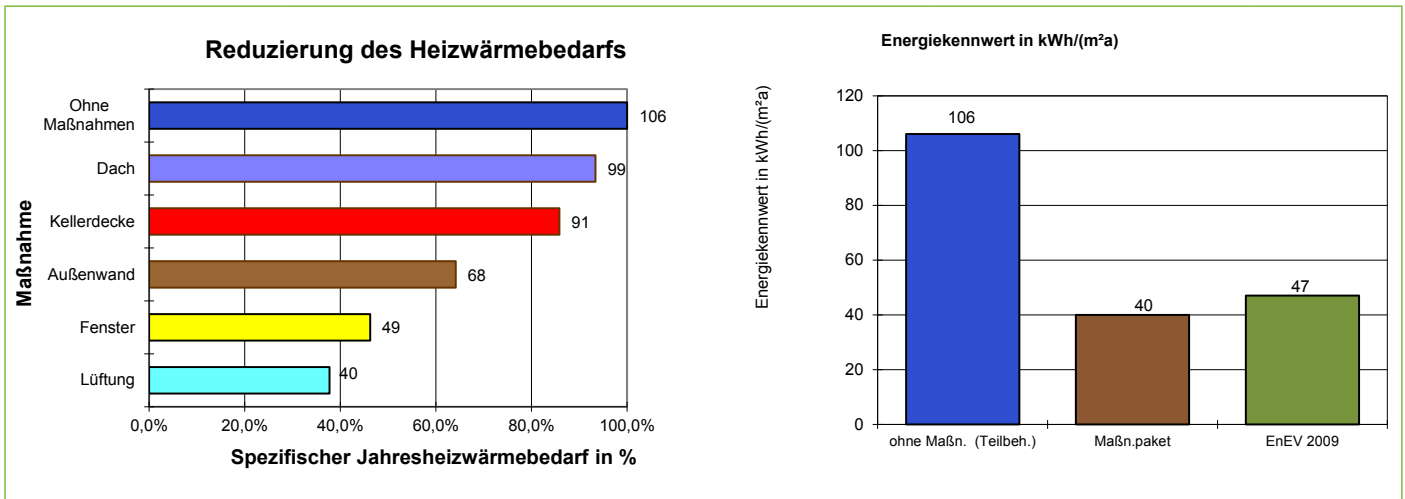 Reduzierung des Heizwärmebedarfs
Maßnahme
Ohne
Maßnahmen
106
Dach
99
Kellerdecke
91
Außenwand
68
Fenster
49
Lüftung
40
0,0%
20,0%
40,0%
60,0%
80,0%
100,0%
Spezifischer Jahresheizwärmebedarf in %
Energiekennwert in kWh/(m²a)
Energiekennwert in kWh/(m²a)
120
100
80
60
40
20
0
106
40
47
ohne Maßn. (Teilbeh.)
Maßn.paket
EnEV 2009